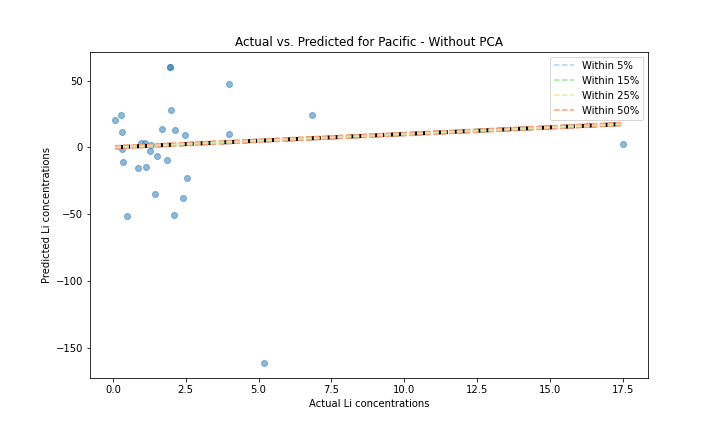 Actual vs. Predicted for Pacific - Without PCA
Within 5%
Within 15%
Within 25%
Within 50%
50
0
−50
−100
−150
Predicted Li concentrations
0.0 2.5 5.0 7.5 10.0 12.5 15.0 17.5
Actual Li concentrations